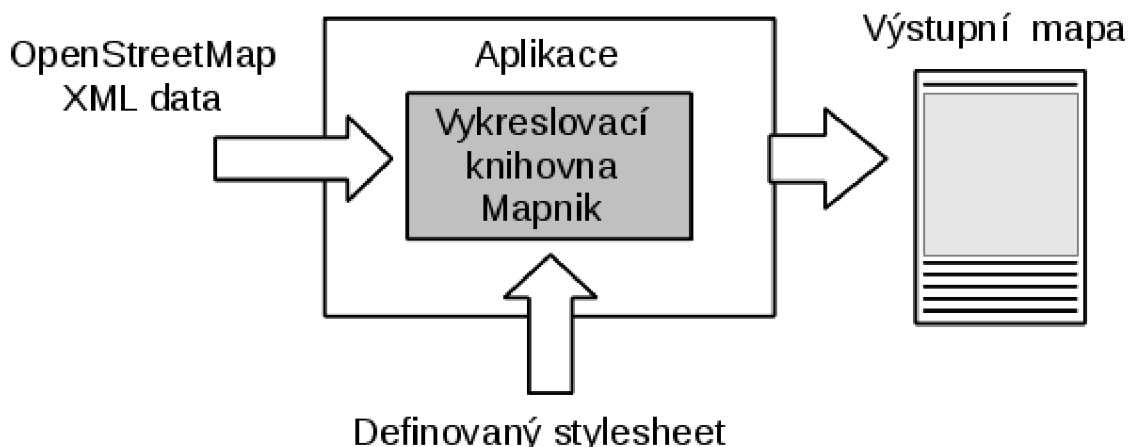 OpenStreetMap
XML data
Aplikace
Vykreslovací
knihovna
Mapnik
Výstupní mapa
Definovaný stylesheet